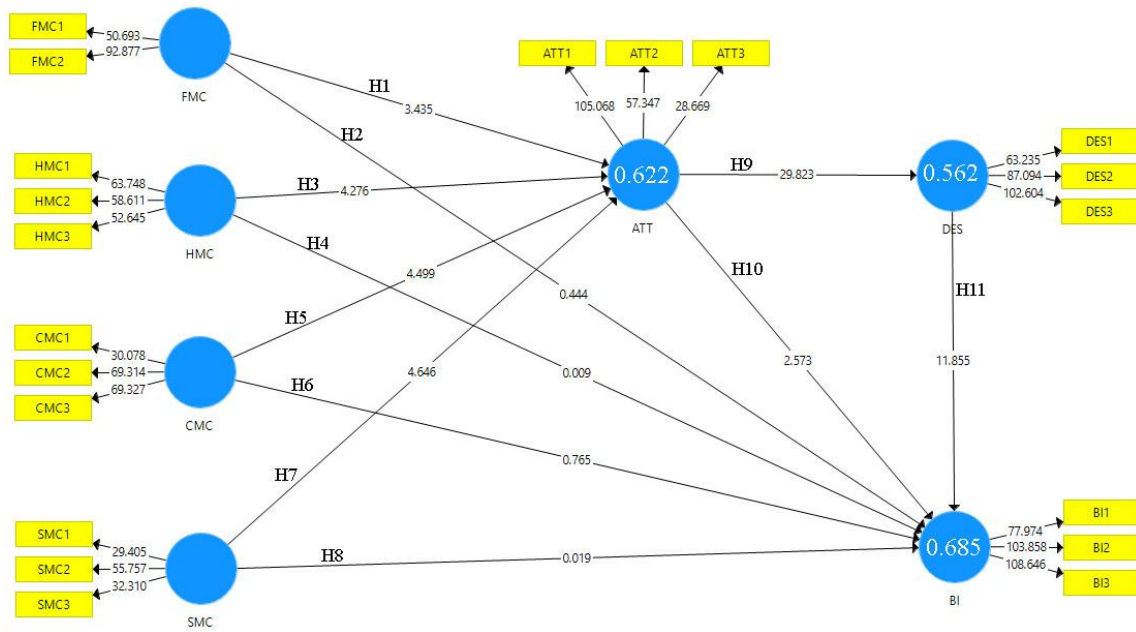 FMC1
50.693
FMC2
92.877
FMC
HMC1
63.748
HMC2
58.611
HMC3
52.645
HMC
CMC1
30.078
CMC2
69.314
CMC3
69.327
CMC
SMC1
29.405
SMC2
55.757
SMC3
32.310
SMC
H1
3.435
H2
0.444
H3
4.276
H4
0.009
H5
4.499
H6
0.765
H7
4.646
H8
0.019
ATT1
ATT2
ATT3
105.068
57.347
28.669
0.622
ATT
H9
29.823
H10
2.573
0.562
DES
DES1
63.235
DES2
87.094
DES3
102.604
H11
11.855
0.685
BI
BI1
77.974
BI2
103.858
BI3
108.646